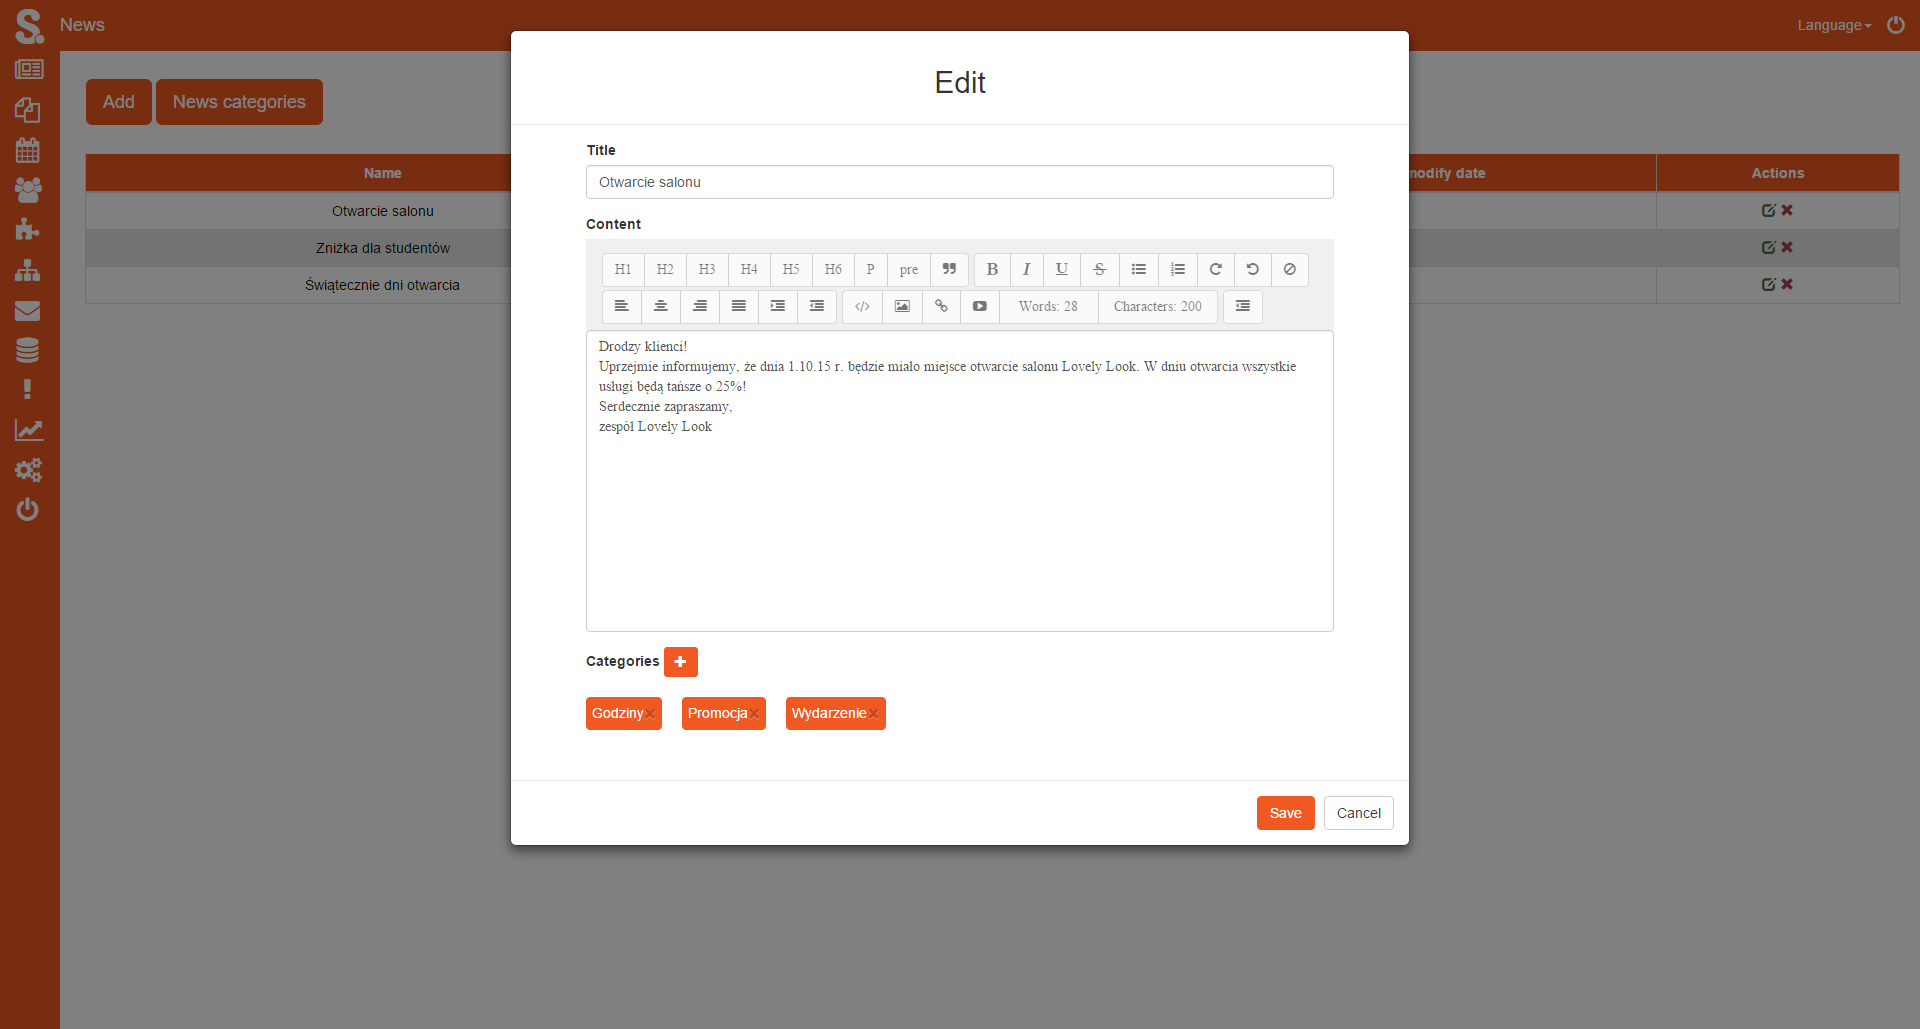 S.
News
Language
Add
News categories
Name
modify date
Actions
Otwarcie salonu
Zniżka dla studentów
Świątecznie dni otwarcia
Edit
Title
Otwarcie salonu
Content
H1 H2 H3 H4 H5 H6 P pre B I U S
Words: 28 Characters: 200
Drodzy klienci!
Uprzejmie informujemy, że dnia 1.10.15 r. będzie miało miejsce otwarcie salonu Lovely Look. W dniu otwarcia wszystkie
usługi będą tańsze o 25%!
Serdecznie zapraszamy,
zespół Lovely Look
Categories
Godziny Promocja Wydarzenie
Save Cancel